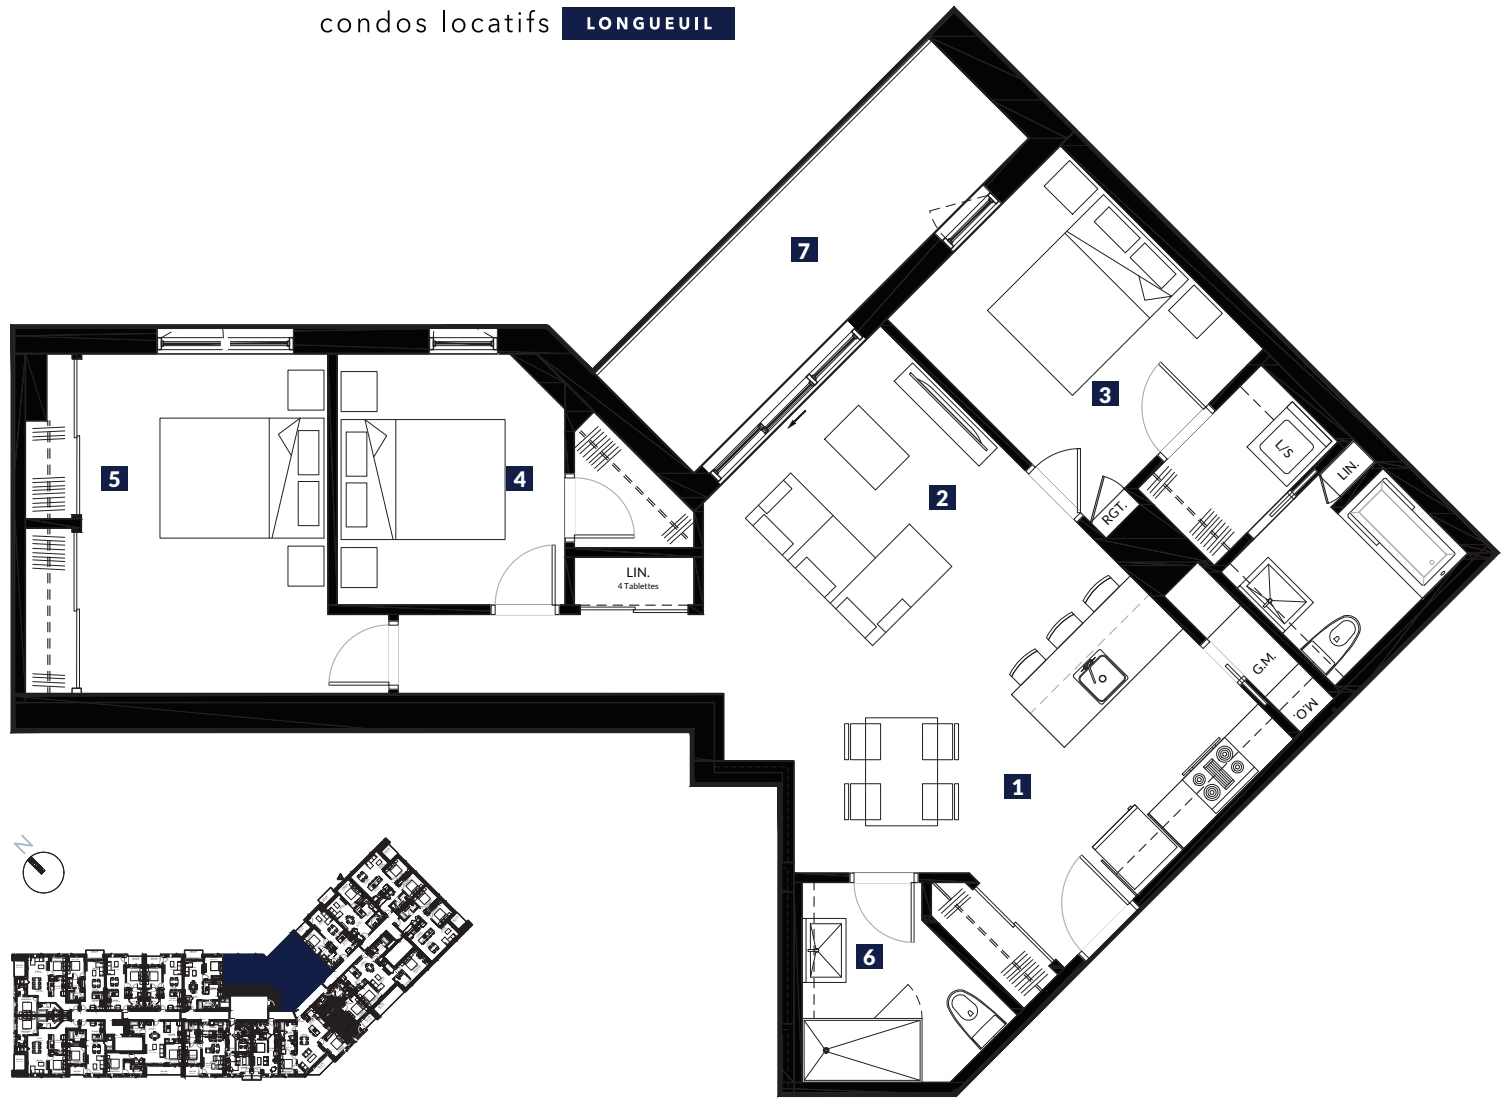 condos locatifs LONGUEUIL
7
3
L/S
LIN.
5
4
2
RGT.
LIN.
4 Tablettes
G.M.
M.O.
1
N
6